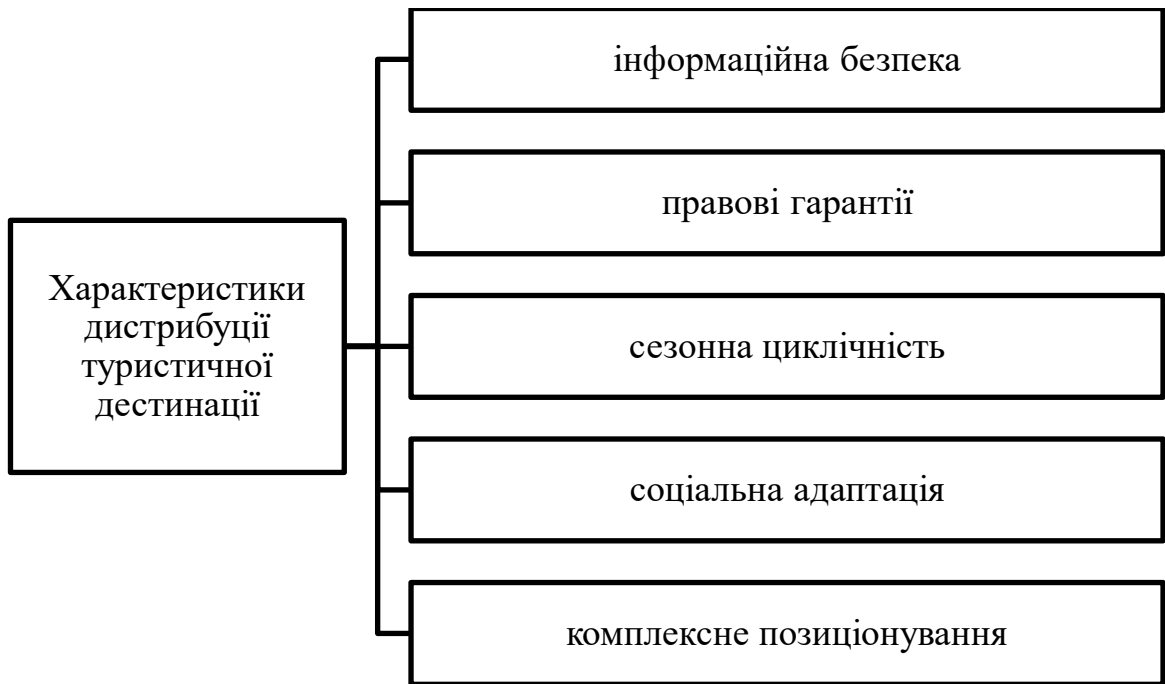 інформаційна безпека
правові гарантії
Характеристики
дистрибуції
туристичної
дестинації
сезонна циклічність
соціальна адаптація
комплексне позиціонування